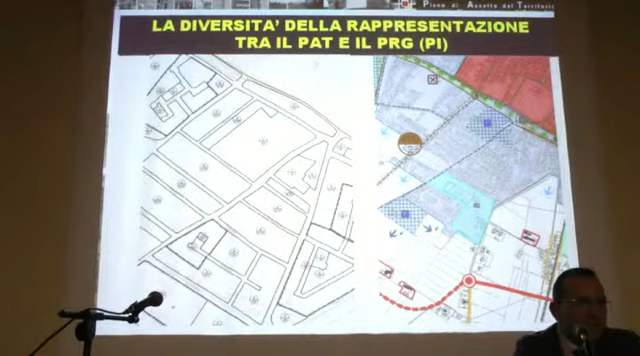 Piano di Assetto del Territorio
LA DIVERSITA' DELLA RAPPRESENTAZIONE
TRA IL PAT E IL PRG (PI)